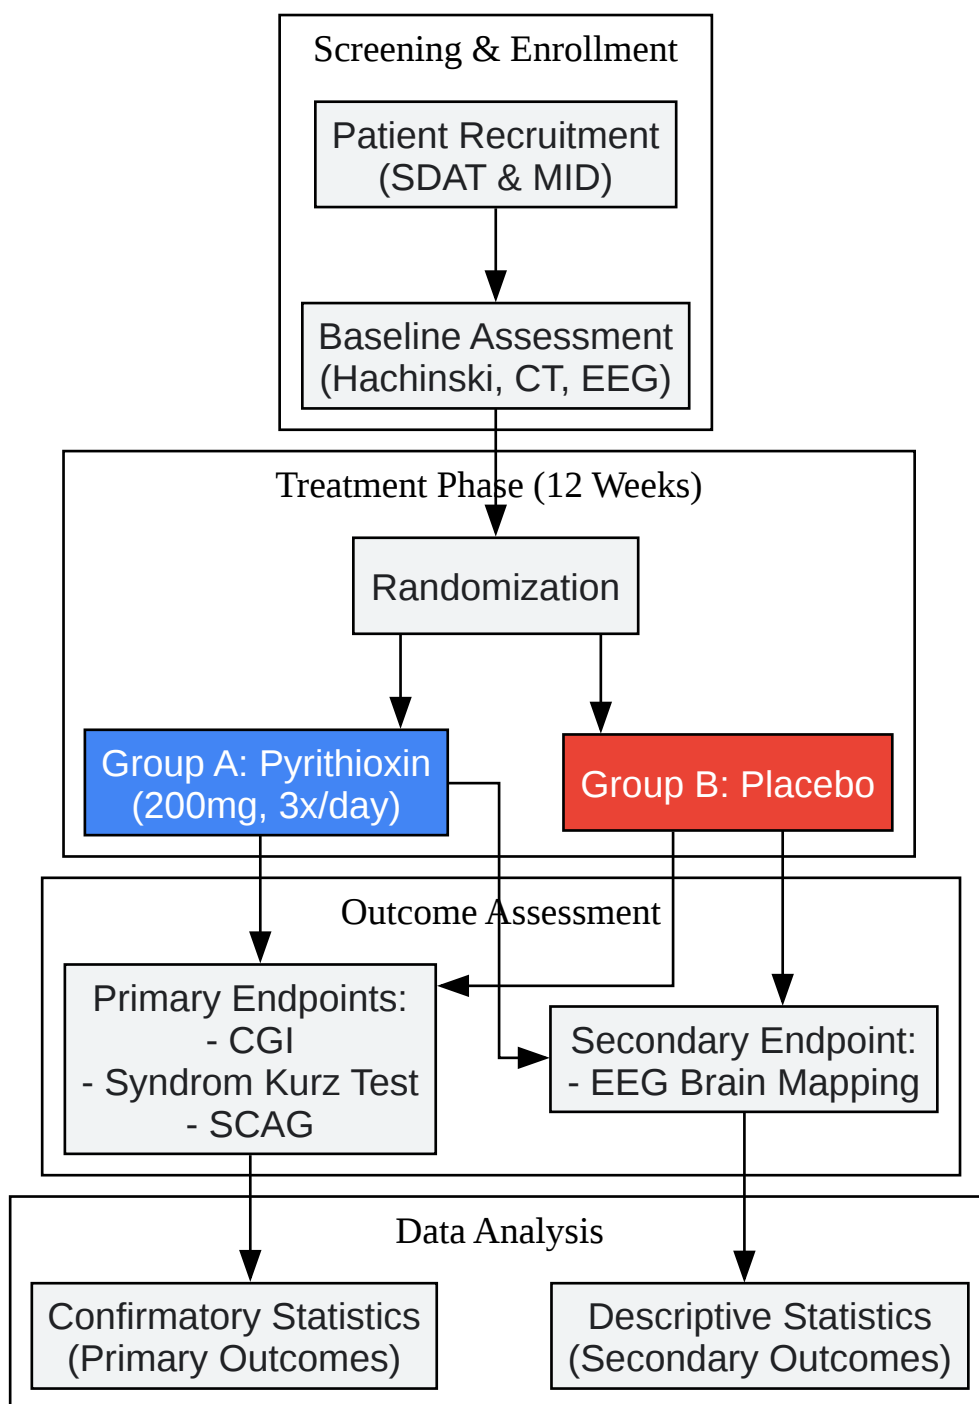 Screening & Enrollment
Patient Recruitment
(SDAT & MID)
Baseline Assessment
(Hachinski, CT, EEG)
Treatment Phase (12 Weeks)
Randomization
Group A: Pyrithioxin
(200mg, 3x/day)
Group B: Placebo
Outcome Assessment
Primary Endpoints:
- CGI
- Syndrom Kurz Test
- SCAG
Secondary Endpoint:
- EEG Brain Mapping
Data Analysis
Confirmatory Statistics
(Primary Outcomes)
Descriptive Statistics
(Secondary Outcomes)